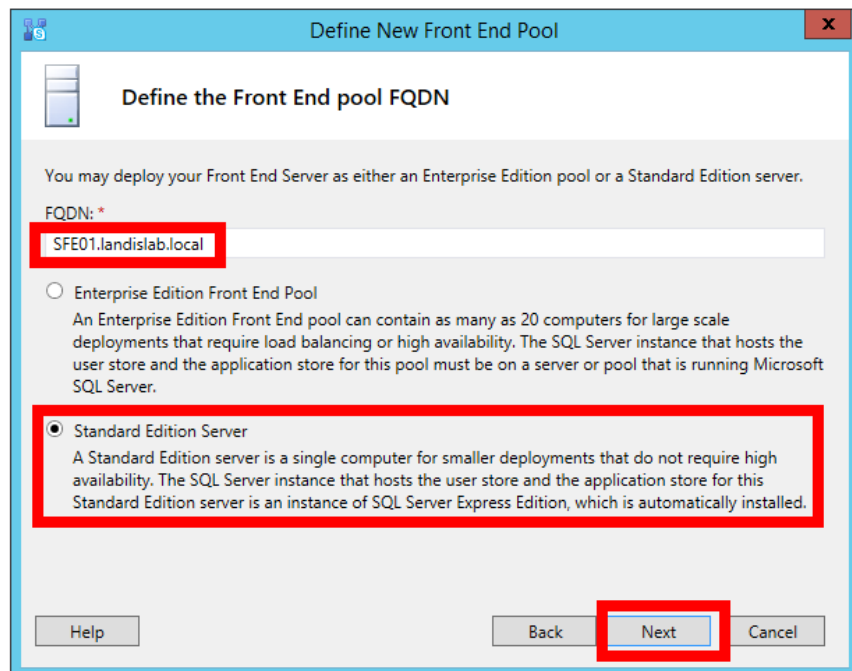 Define New Front End Pool
x
Define the Front End pool FQDN
You may deploy your Front End Server as either an Enterprise Edition pool or a Standard Edition server.
FQDN: *
SFE01.landislab.local
Enterprise Edition Front End Pool
An Enterprise Edition Front End pool can contain as many as 20 computers for large scale
deployments that require load balancing or high availability. The SQL Server instance that hosts the
user store and the application store for this pool must be on a server or pool that is running Microsoft
SQL Server.
Standard Edition Server
A Standard Edition server is a single computer for smaller deployments that do not require high
availability. The SQL Server instance that hosts the user store and the application store for this
Standard Edition server is an instance of SQL Server Express Edition, which is automatically installed.
Help
Back
Next
Cancel